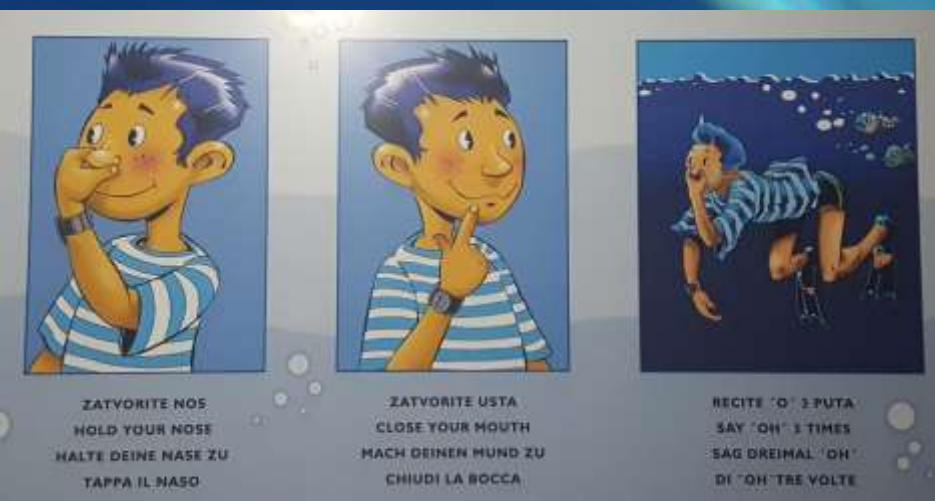 ZATVORITE NOS
HOLD YOUR NOSE
HALTE DEINE NASE ZU
TAPPA IL NASO
ZATVORITE USTA
CLOSE YOUR MOUTH
MACH DEINEN MUND ZU
CHIUDI LA BOCCA
RECITE "O" 3 PUTA
SAY "OH" 3 TIMES
SAG DREIMAL "OH"
DI "OH" TRE VOLTE